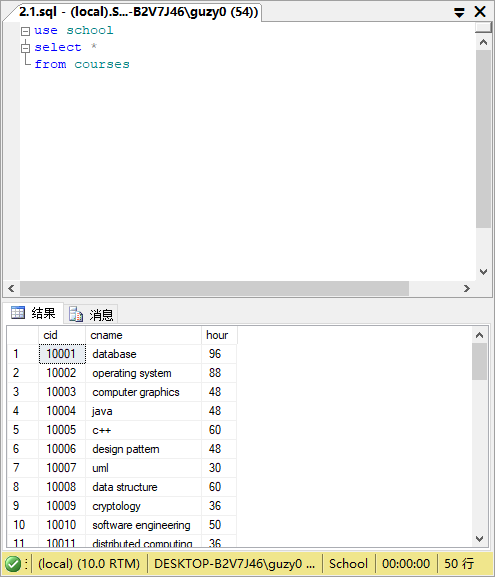 2.1.sql - (local).S...-B2V7J46\guzy0 (54))
use school
select *
from courses
结果 消息
cid cname hour
1 10001 database 96
2 10002 operating system 88
3 10003 computer graphics 48
4 10004 java 48
5 10005 c++ 60
6 10006 design pattern 48
7 10007 uml 30
8 10008 data structure 60
9 10009 cryptology 36
10 10010 software engineering 50
11 10011 distributed computing 36
(local) (10.0 RTM) DESKTOP-B2V7J46\guzy0 ... School 00:00:00 50 行